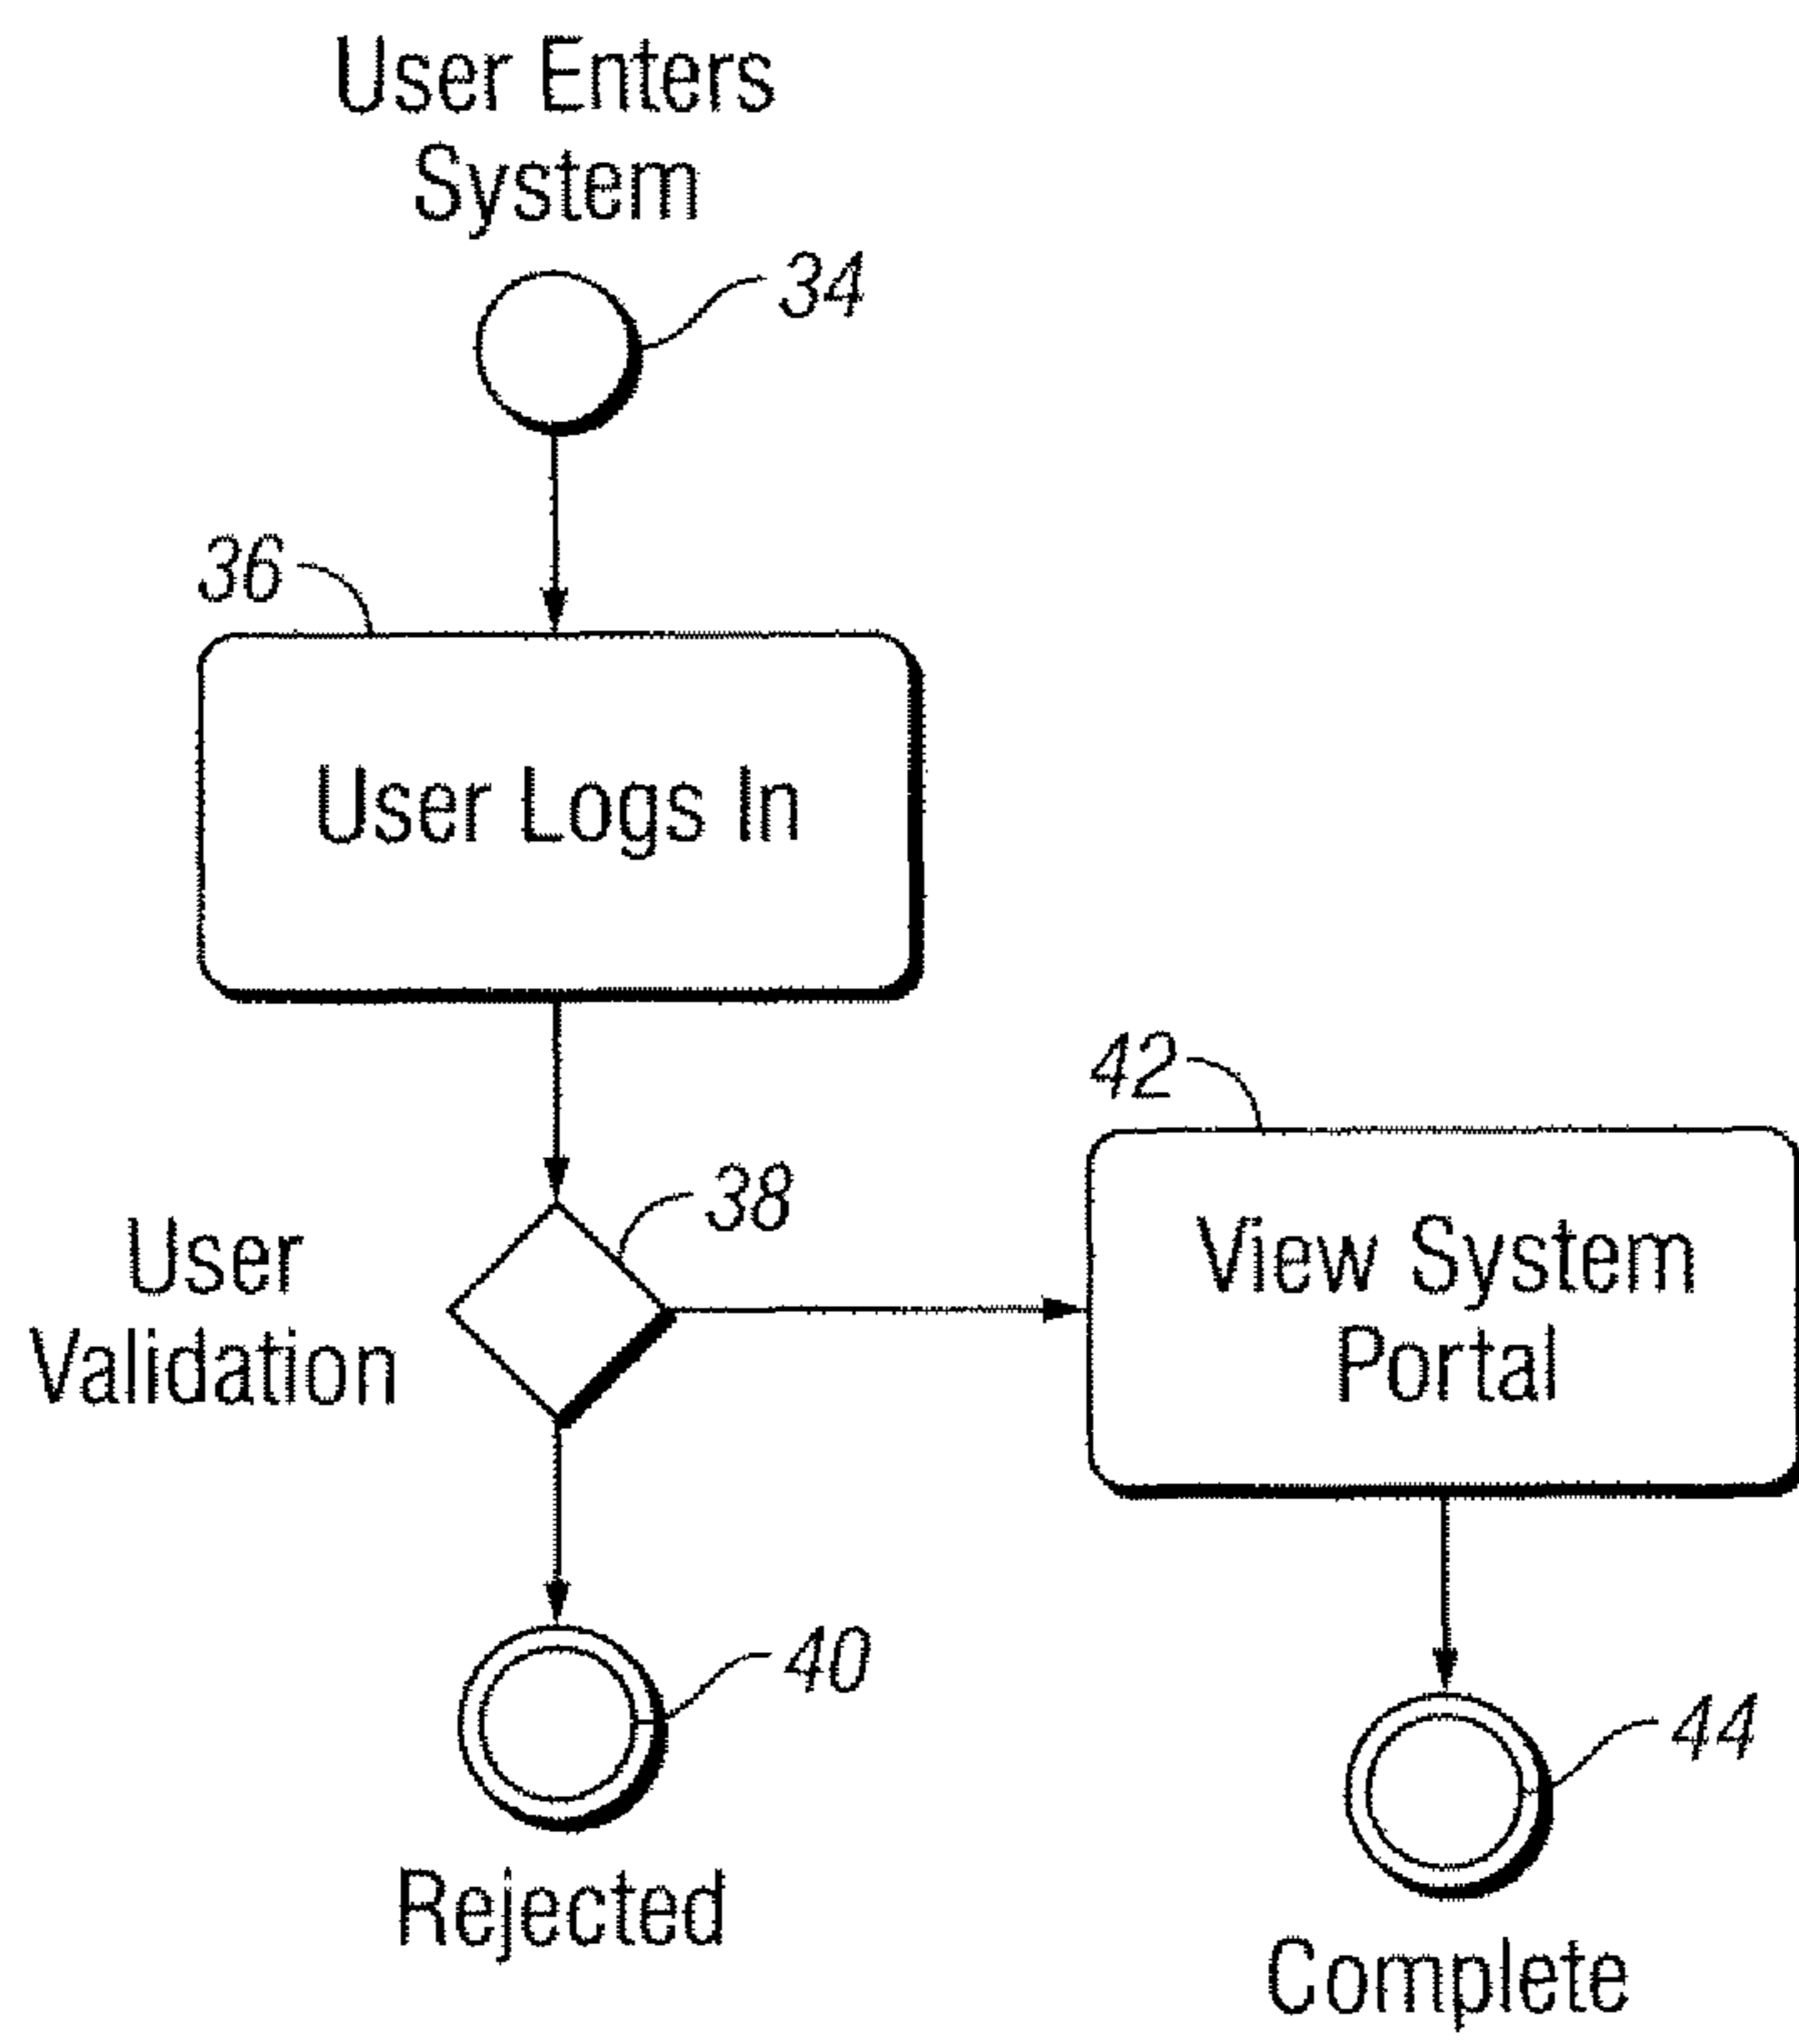 User Enters
System
34
36
User Logs In
42
38
User
Validation
View System
Portal
40
44
Rejected
Complete